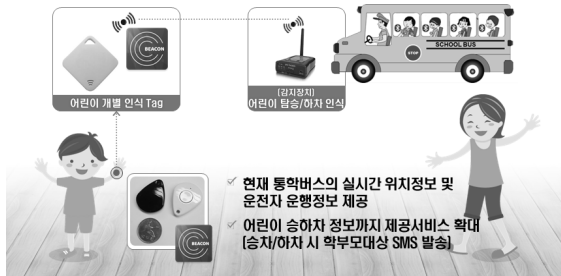 BEACON
어린이 개별 인식 Tag
(감지장치)
어린이 탑승/하차 인식
SCHOOL BUS
STOP
BEACON
현재 통학버스의 실시간 위치정보 및
운전자 운행정보 제공
어린이 승하차 정보까지 제공서비스 확대
(승차/하차 시 학부모대상 SMS 발송)